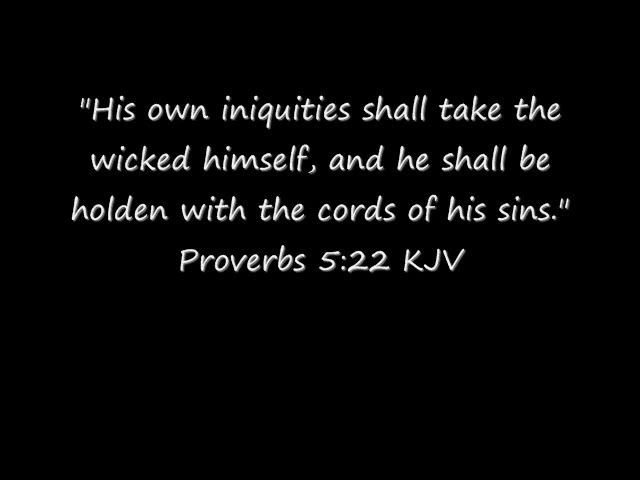 "His own iniquities shall take the
wicked himself, and he shall be
holden with the cords of his sins."
Proverbs 5:22 KJV